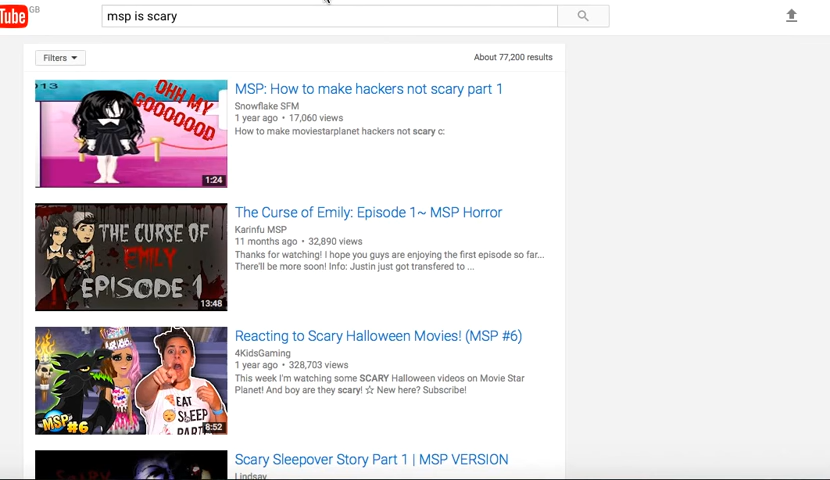 Tube GB
msp is scary
Filters
About 77,200 results
013
OHH MY
GOOOOOOD
1:24
MSP: How to make hackers not scary part 1
Snowflake SFM
1 year ago • 17,060 views
How to make moviestarplanet hackers not scary c:
THE CURSE OF
EMILY
EPISODE 1
13:48
The Curse of Emily: Episode 1~ MSP Horror
Karinfu MSP
11 months ago • 32,890 views
Thanks for watching! I hope you guys are enjoying the first episode so far...
There'll be more soon! Info: Justin just got transfered to ...
MSP
#6
EAT
SLEEP
PARTY
8:52
Reacting to Scary Halloween Movies! (MSP #6)
4KidsGaming
1 year ago • 328,703 views
This week I'm watching some SCARY Halloween videos on Movie Star
Planet! And boy are they scary! ☆ New here? Subscribe!
Scary Sleepover Story Part 1 | MSP VERSION
Lindsay